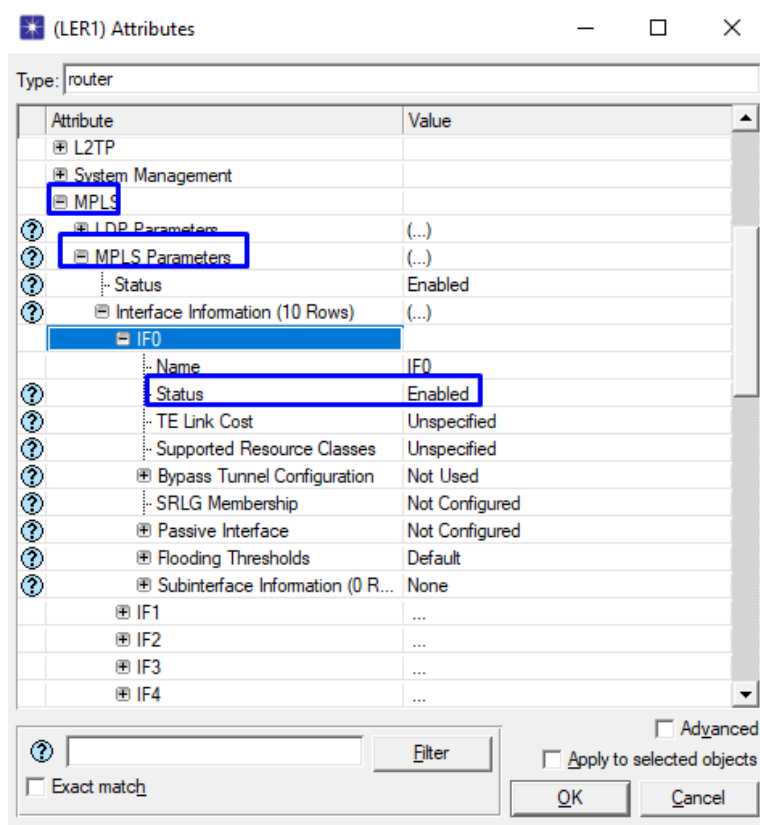 (LER1) Attributes
Type: router
Attribute Value
L2TP
System Management
MPLS
LDP Parameters (...)
MPLS Parameters (...)
Status Enabled
Interface Information (10 Rows) (...)
IF0
Name IF0
Status Enabled
TE Link Cost Unspecified
Supported Resource Classes Unspecified
Bypass Tunnel Configuration Not Used
SRLG Membership Not Configured
Passive Interface Not Configured
Flooding Thresholds Default
Subinterface Information (0 R... None
IF1 ...
IF2 ...
IF3 ...
IF4 ...
Advanced
Filter
Apply to selected objects
Exact match
OK Cancel